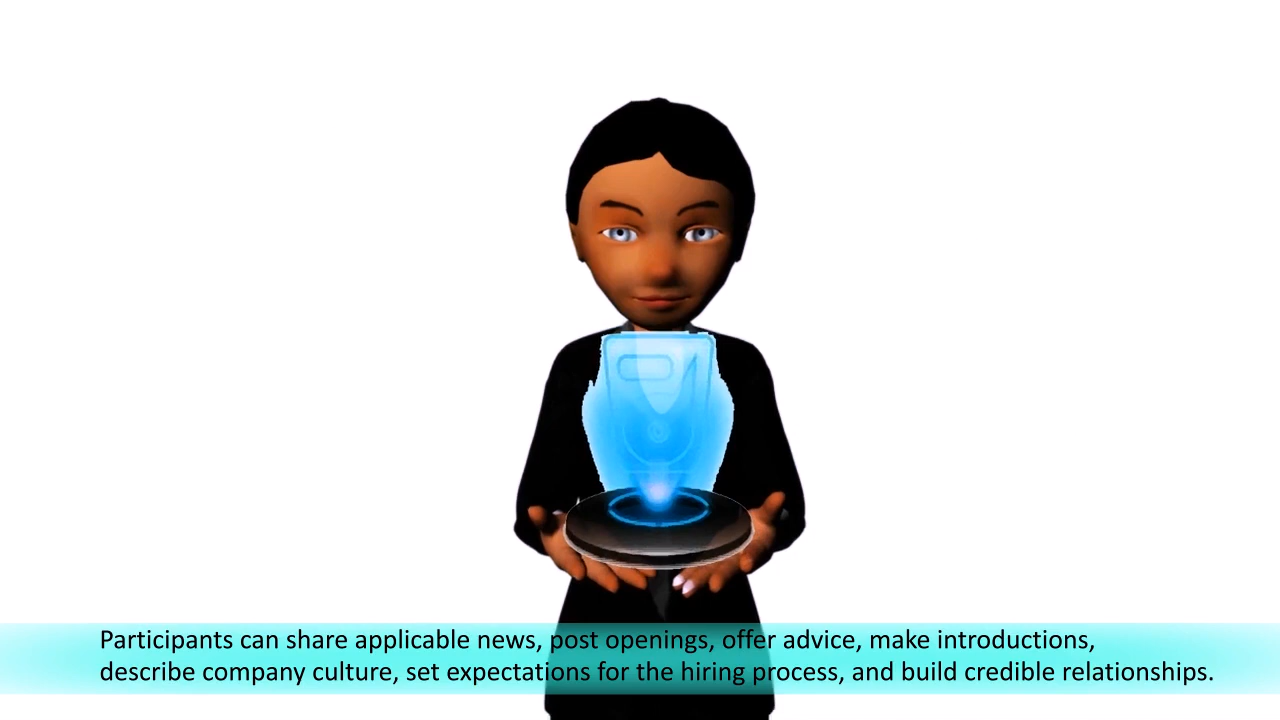 Participants can share applicable news, post openings, offer advice, make introductions,
describe company culture, set expectations for the hiring process, and build credible relationships.